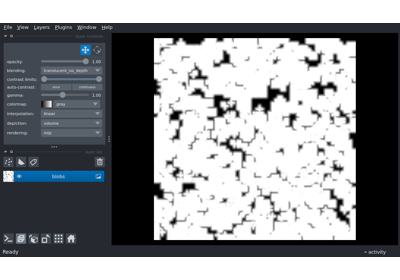 File View Layers Plugins Window Help
opacity: 1.00
blending: translucent_no_depth
contrast limits:
auto-contrast: once continuous
gamma: 1.00
colormap: gray
interpolation: linear
depiction: volume
rendering: mip
blobs
Ready activity